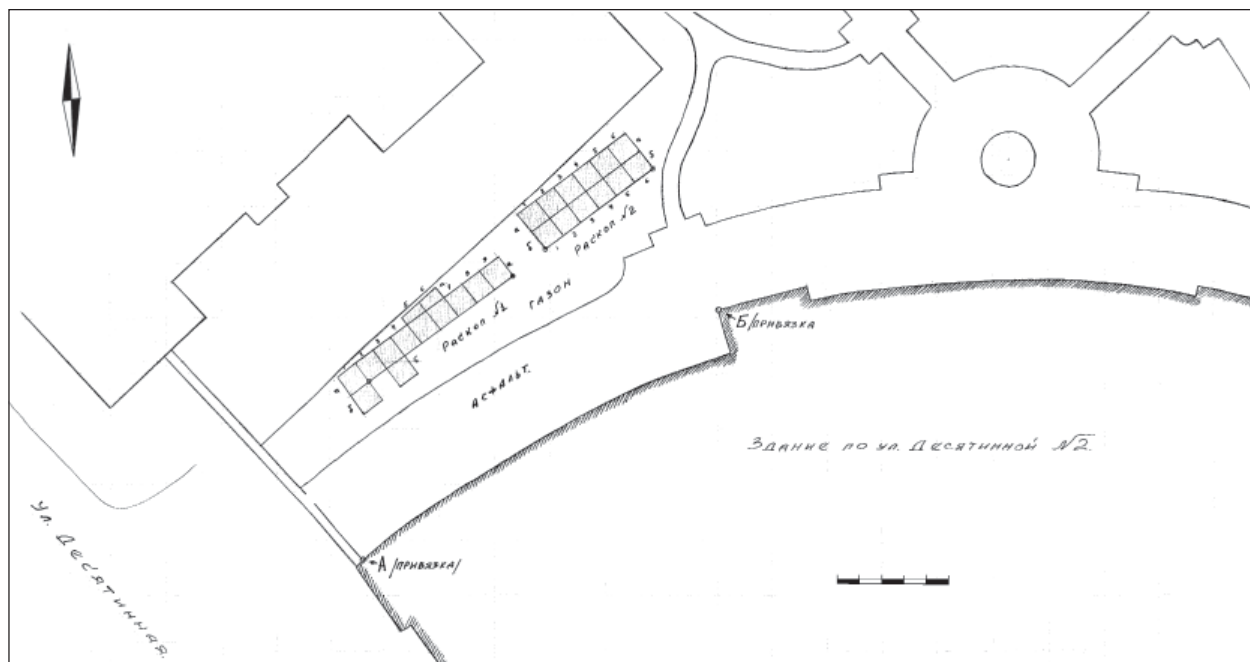 РАСКОП №2
РАСКОП №1
ГАЗОН
Б/ПРИВЯЗКА
АСФАЛЬТ.
ЗДАНИЕ ПО УЛ. ДЕСЯТИННОЙ №2.
А /ПРИВЯЗКА/
УЛ. ДЕСЯТИННАЯ.